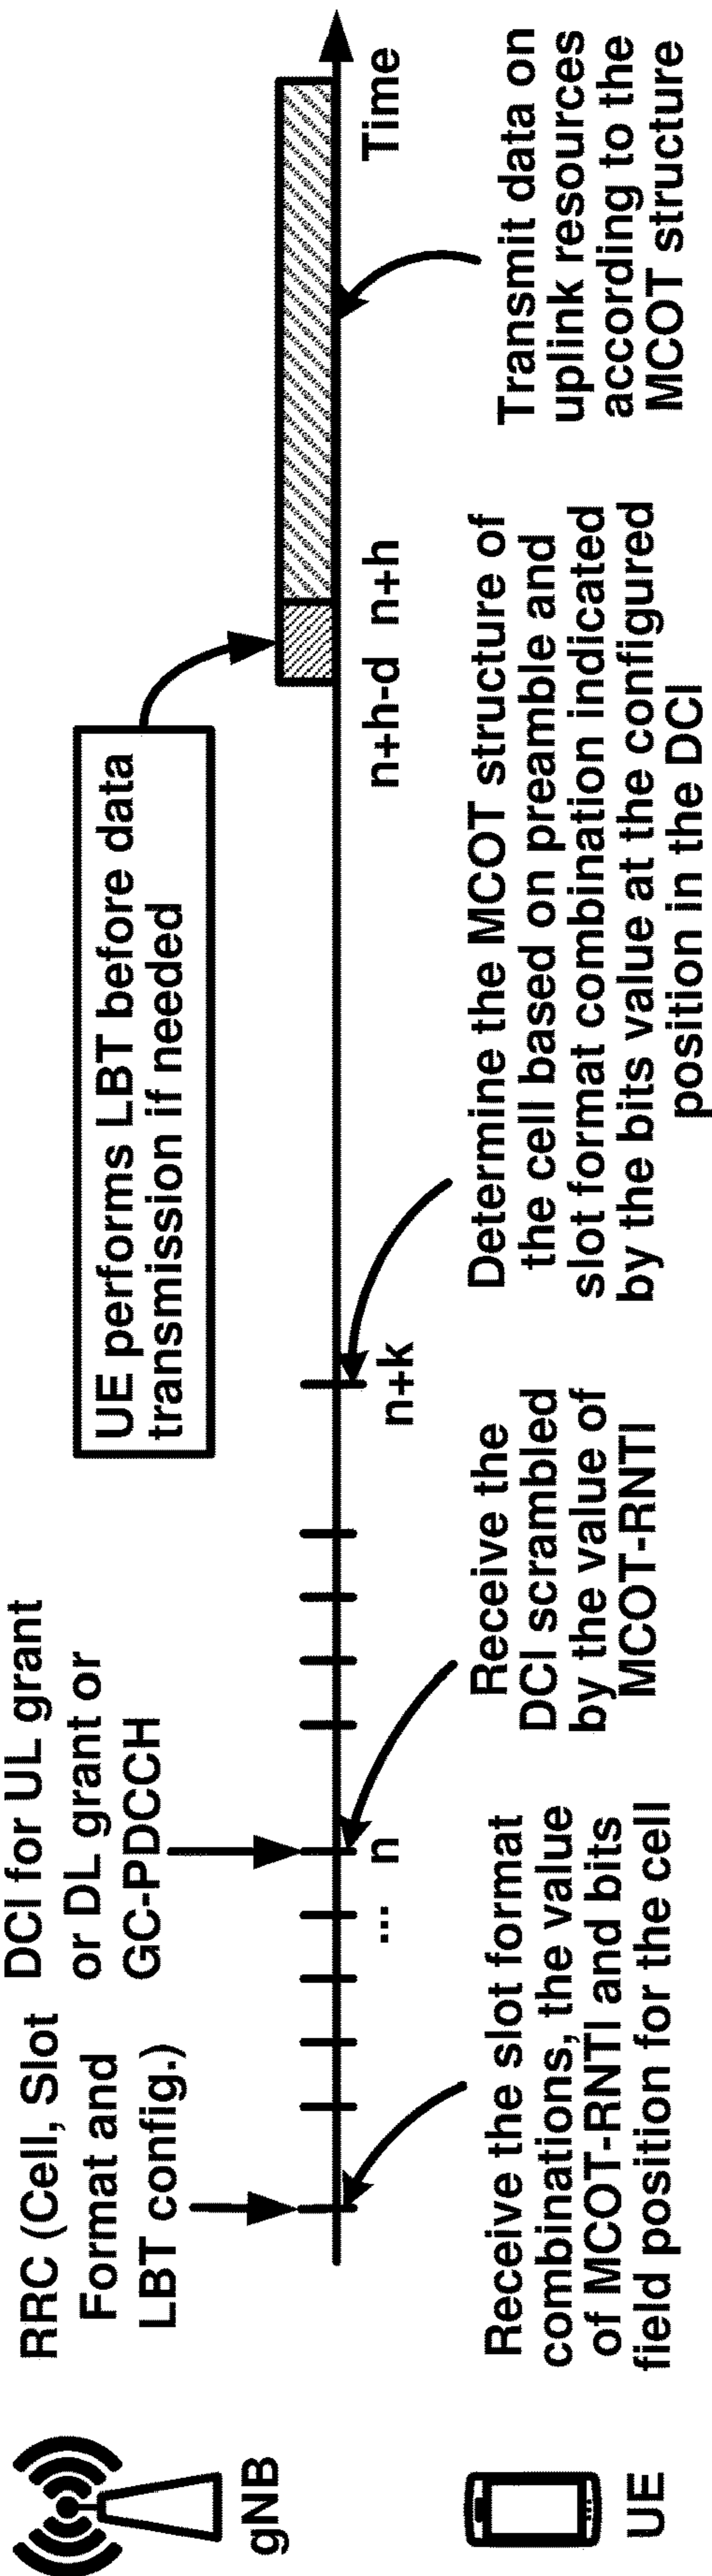 gNB
RRC (Cell, Slot
Format and
LBT config.)
DCI for UL grant
or DL grant or
GC-PDCCH
UE performs LBT before data
transmission if needed
...
n
n+k
n+h-d
n+h
Time
UE
Receive the slot format
combinations, the value
of MCOT-RNTI and bits
field position for the cell
Receive the
DCI scrambled
by the value of
MCOT-RNTI
Determine the MCOT structure of
the cell based on preamble and
slot format combination indicated
by the bits value at the configured
position in the DCI
Transmit data on
uplink resources
according to the
MCOT structure